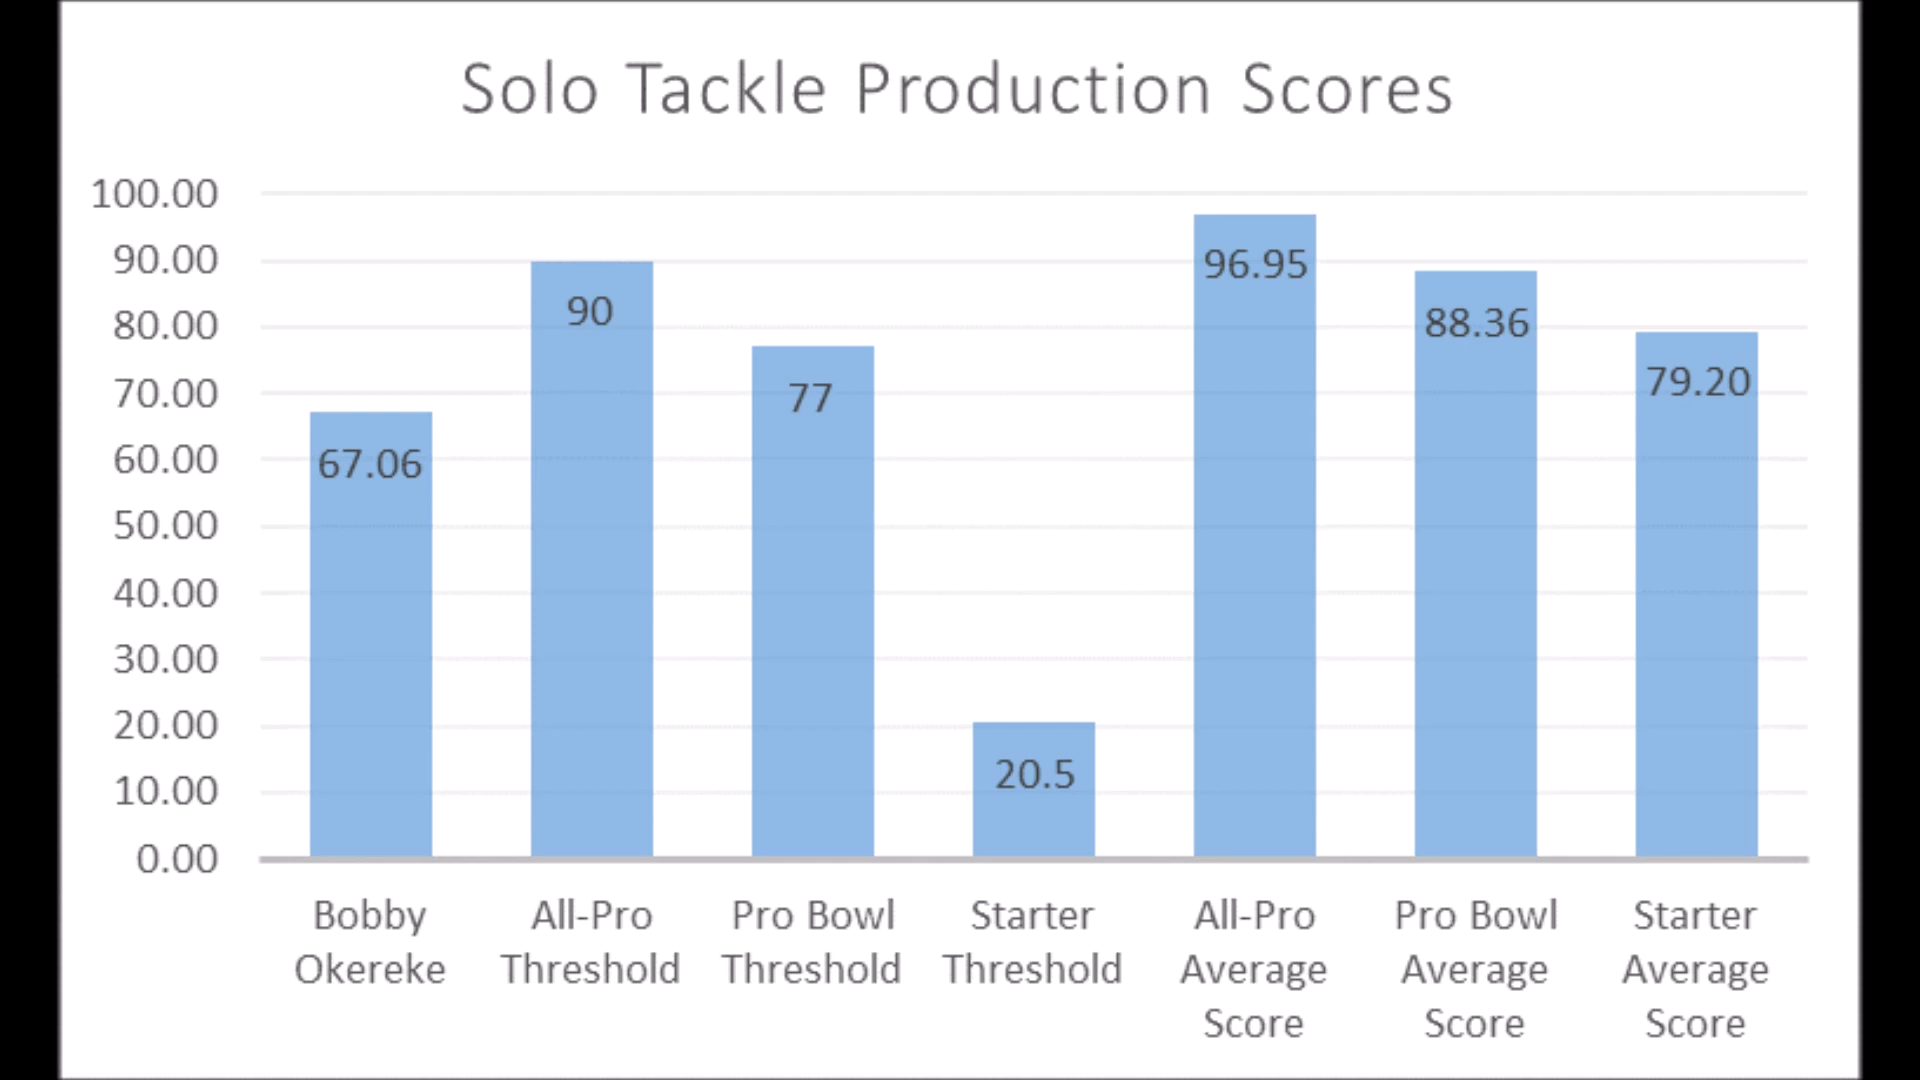 Solo Tackle Production Scores
100.00
90.00
80.00
70.00
60.00
50.00
40.00
30.00
20.00
10.00
0.00
67.06
90
77
20.5
96.95
88.36
79.20
Bobby
Okereke
All-Pro
Threshold
Pro Bowl
Threshold
Starter
Threshold
All-Pro
Average
Score
Pro Bowl
Average
Score
Starter
Average
Score